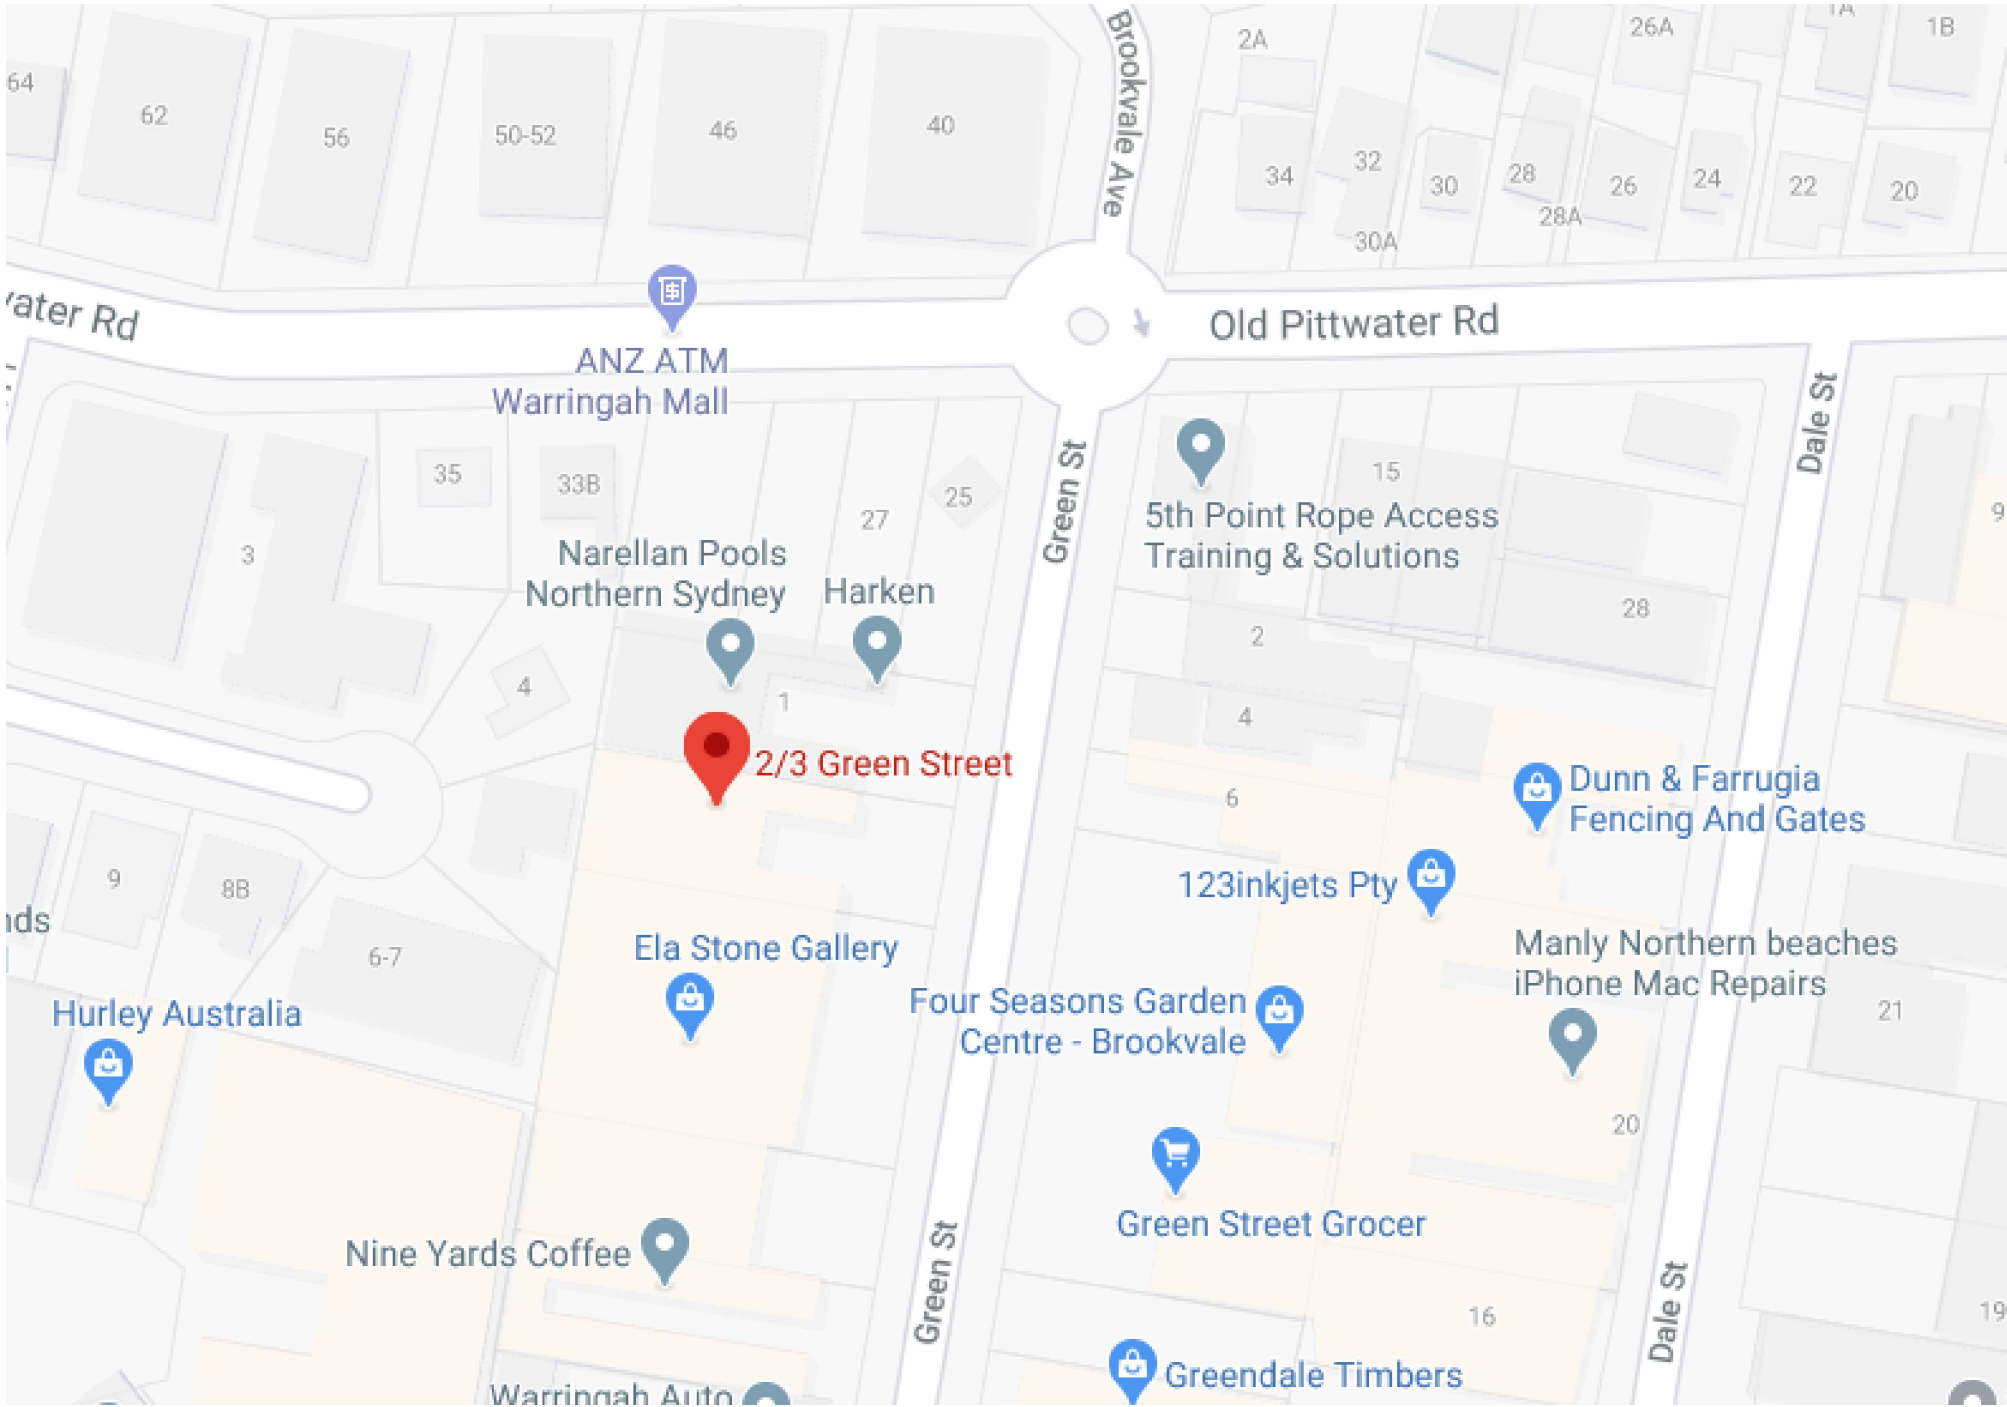 Brookvale Ave
2A
26A
1A
1B
64
62
56
50-52
46
40
34
32
30
28
26
24
22
20
28A
30A
ater Rd
ANZ ATM
Warringah Mall
Old Pittwater Rd
Dale St
35
33B
27
25
Green St
15
5th Point Rope Access
Training & Solutions
9
3
Narellan Pools
Northern Sydney
Harken
28
2
4
1
4
2/3 Green Street
6
Dunn & Farrugia
Fencing And Gates
9
8B
123inkjets Pty
nds
6-7
Ela Stone Gallery
Manly Northern beaches
iPhone Mac Repairs
Hurley Australia
Four Seasons Garden
Centre - Brookvale
21
20
Green Street Grocer
Nine Yards Coffee
Green St
Dale St
16
19
Greendale Timbers
Warringah Auto